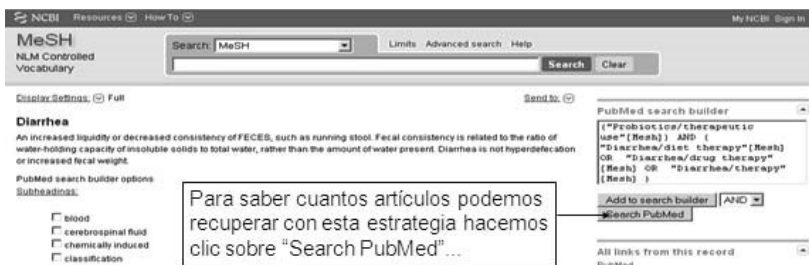 NCBI Resources How To My NCBI Sign In
MeSH
NLM Controlled
Vocabulary
Search: MeSH
Limits Advanced search Help
Search Clear
Display Settings: Full
Send to:
Diarrhea
An increased liquidity or decreased consistency of FECES, such as running stool. Fecal consistency is related to the ratio of
water-holding capacity of insoluble solids to total water, rather than the amount of water present. Diarrhea is not hyperdefecation
or increased fecal weight.
PubMed search builder options
Subheadings:
blood
cerebrospinal fluid
chemically induced
classification
Para saber cuantos artículos podemos
recuperar con esta estrategia hacemos
clic sobre “Search PubMed”...
PubMed search builder
("Probiotics/therapeutic
use"[Mesh]) AND (
"Diarrhea/diet therapy"[Mesh]
OR "Diarrhea/drug therapy"
[Mesh] OR "Diarrhea/therapy"
[Mesh] )
Add to search builder AND
Search PubMed
All links from this record
PubMed